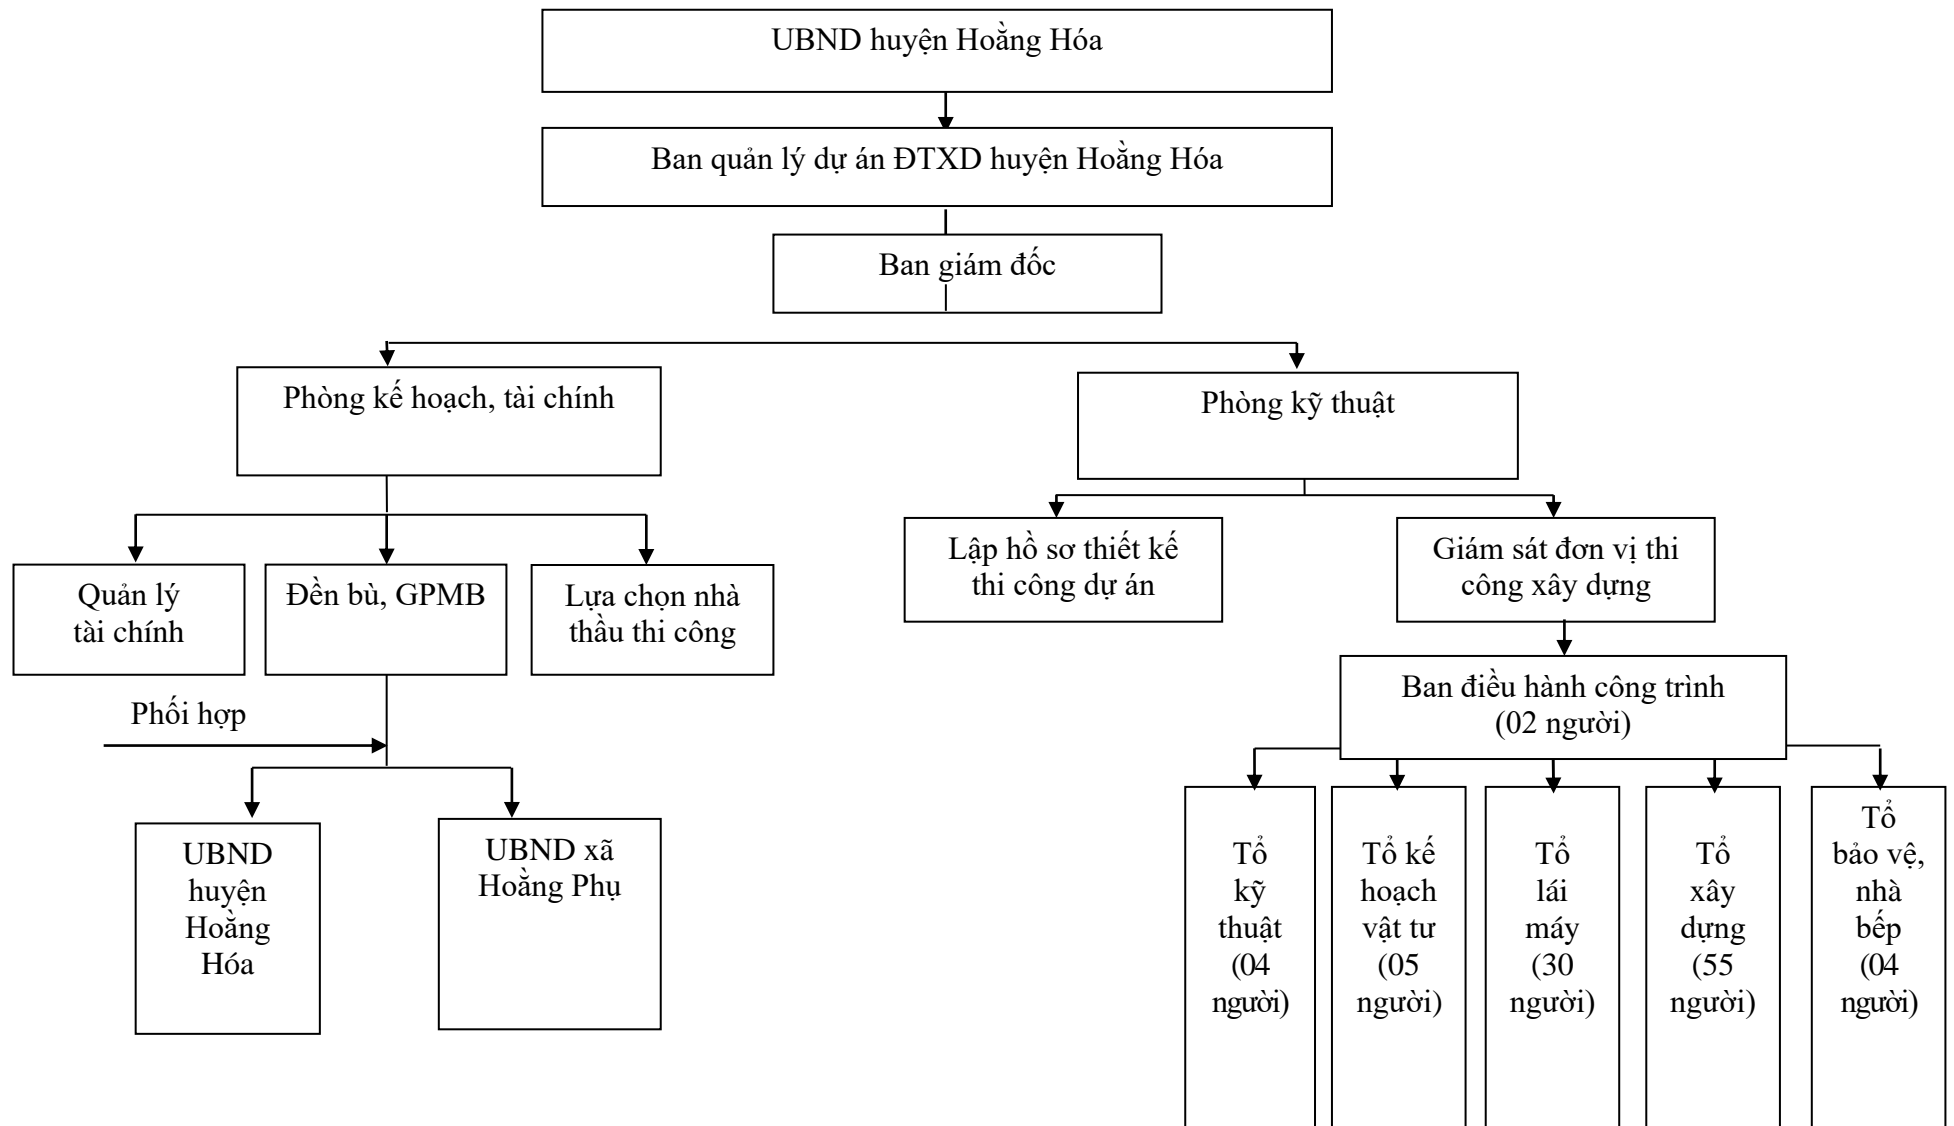 UBND huyện Hoằng Hóa
Ban quản lý dự án ĐTXD huyện Hoằng Hóa
Ban giám đốc
Phòng kế hoạch, tài chính
Phòng kỹ thuật
Quản lý
tài chính
Đền bù, GPMB
Lựa chọn nhà
thầu thi công
Lập hồ sơ thiết kế
thi công dự án
Giám sát đơn vị thi
công xây dựng
Phối hợp
UBND
huyện
Hoằng
Hóa
UBND xã
Hoằng Phụ
Ban điều hành công trình
(02 người)
Tổ
kỹ
thuật
(04
người)
Tổ kế
hoạch
vật tư
(05
người)
Tổ
lái
máy
(30
người)
Tổ
xây
dựng
(55
người)
Tổ
bảo vệ,
nhà
bếp
(04
người)